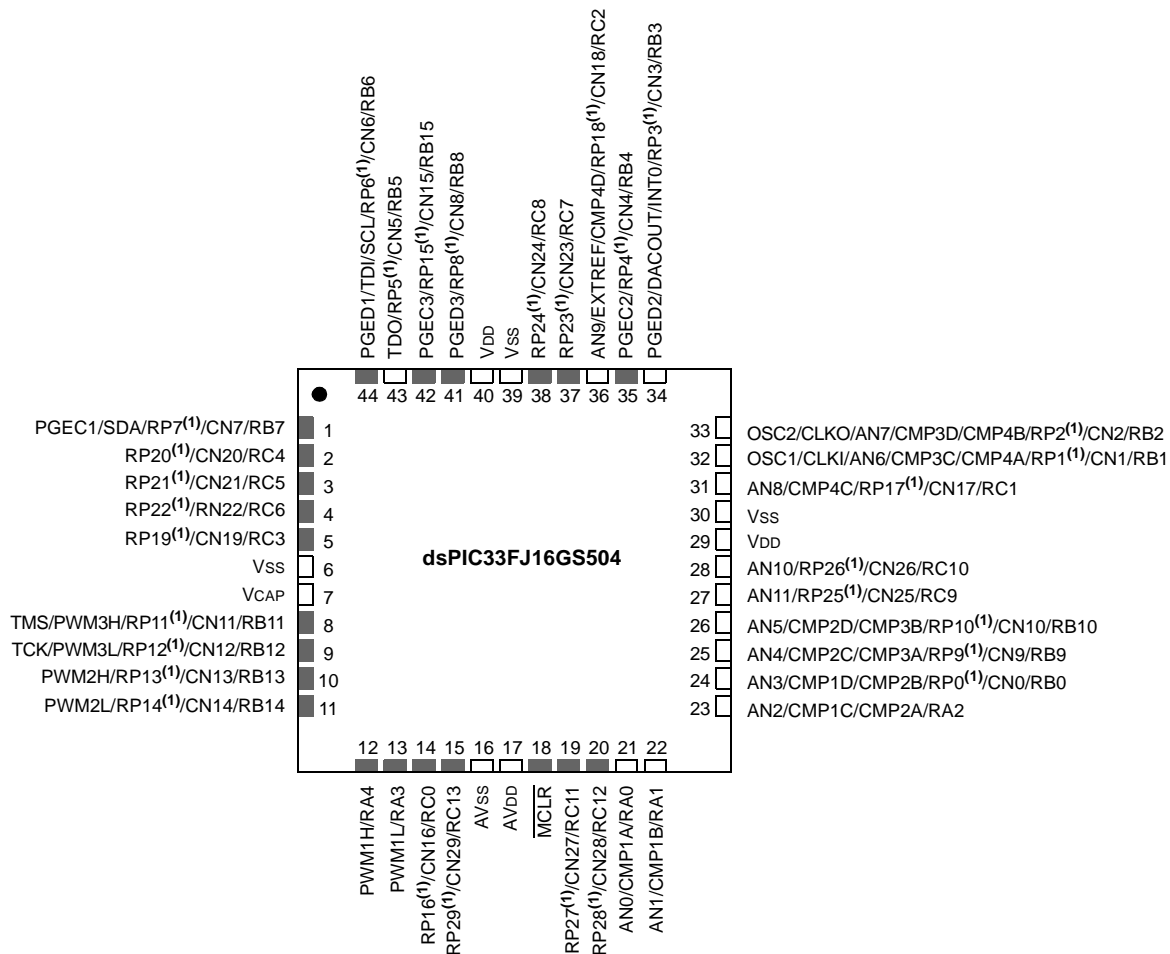 PGED1/TDI/SCL/RP6(1)/CN6/RB6
TDO/RP5(1)/CN5/RB5
PGEC3/RP15(1)/CN15/RB15
PGED3/RP8(1)/CN8/RB8
VDD
VSS
RP24(1)/CN24/RC8
RP23(1)/CN23/RC7
AN9/EXTREF/CMP4D/RP18(1)/CN18/RC2
PGEC2/RP4(1)/CN4/RB4
PGED2/DACOUT/INT0/RP3(1)/CN3/RB3
44 43 42 41 40 39 38 37 36 35 34
PGEC1/SDA/RP7(1)/CN7/RB7 1
RP20(1)/CN20/RC4 2
RP21(1)/CN21/RC5 3
RP22(1)/RN22/RC6 4
RP19(1)/CN19/RC3 5
VSS 6
VCAP 7
TMS/PWM3H/RP11(1)/CN11/RB11 8
TCK/PWM3L/RP12(1)/CN12/RB12 9
PWM2H/RP13(1)/CN13/RB13 10
PWM2L/RP14(1)/CN14/RB14 11
dsPIC33FJ16GS504
33 OSC2/CLKO/AN7/CMP3D/CMP4B/RP2(1)/CN2/RB2
32 OSC1/CLKI/AN6/CMP3C/CMP4A/RP1(1)/CN1/RB1
31 AN8/CMP4C/RP17(1)/CN17/RC1
30 VSS
29 VDD
28 AN10/RP26(1)/CN26/RC10
27 AN11/RP25(1)/CN25/RC9
26 AN5/CMP2D/CMP3B/RP10(1)/CN10/RB10
25 AN4/CMP2C/CMP3A/RP9(1)/CN9/RB9
24 AN3/CMP1D/CMP2B/RP0(1)/CN0/RB0
23 AN2/CMP1C/CMP2A/RA2
12 13 14 15 16 17 18 19 20 21 22
PWM1H/RA4
PWM1L/RA3
RP16(1)/CN16/RC0
RP29(1)/CN29/RC13
AVSS
AVDD
MCLR
RP27(1)/CN27/RC11
RP28(1)/CN28/RC12
AN0/CMP1A/RA0
AN1/CMP1B/RA1